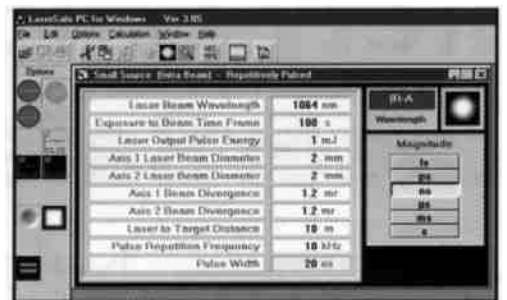 LaserSafe PC for Windows Ver 3.05
File Edit Options Calculation Window Help
Options
Small Source (Intra Beam) - Repetitively Pulsed
Laser Beam Wavelength 1064 nm
Exposure to Beam Time Frame 100 s
Laser Output Pulse Energy 1 mJ
Axis 1 Laser Beam Diameter 2 mm
Axis 2 Laser Beam Diameter 2 mm
Axis 1 Beam Divergence 1.2 mr
Axis 2 Beam Divergence 1.2 mr
Laser to Target Distance 10 m
Pulse Repetition Frequency 10 kHz
Pulse Width 20 ns
IR-A
Wavelength
Magnitude
fs
ps
ns
µs
ms
s